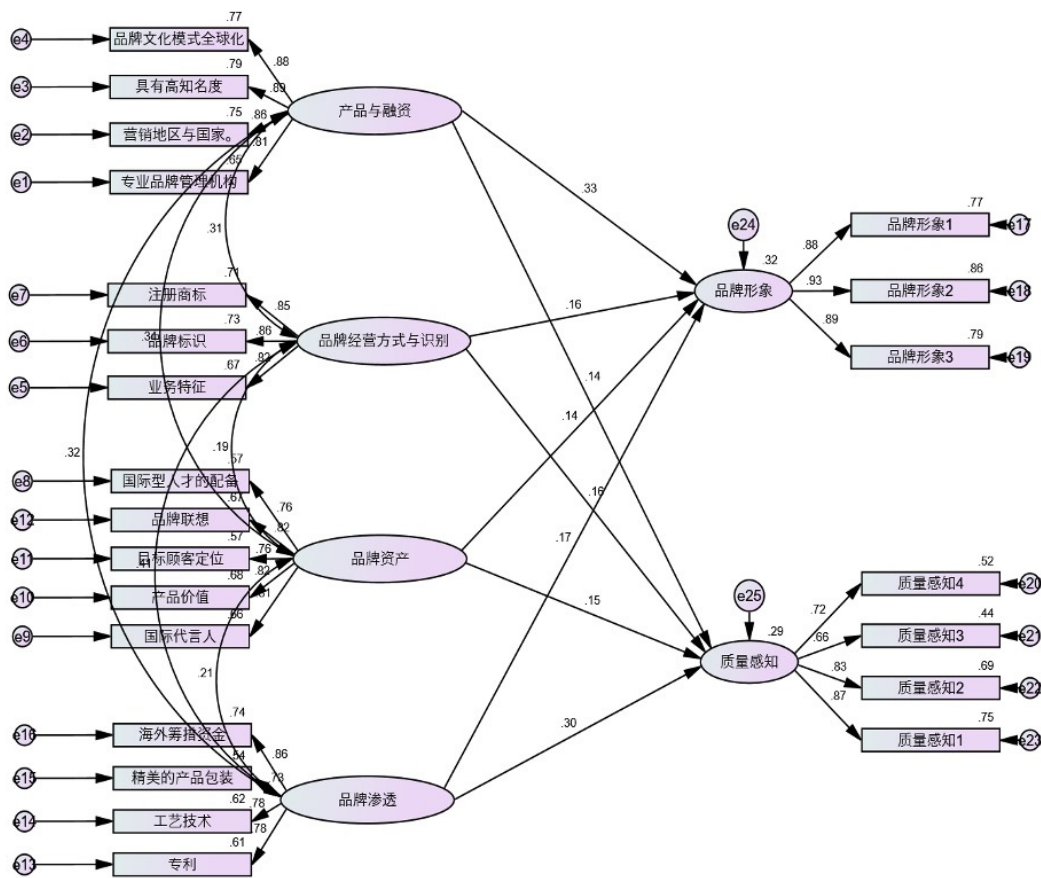 .77
e4 品牌文化模式全球化
.88
.79
e3 具有高知名度
.89
.75
e2 营销地区与国家。
.86
.65
e1 专业品牌管理机构
.81
产品与融资
.71
e7 注册商标
.85
.73
e6 品牌标识
.86
.67
e5 业务特征
.82
品牌经营方式与识别
.57
e8 国际型人才的配备
.76
.67
e12 品牌联想
.82
.57
e11 目标顾客定位
.76
.68
e10 产品价值
.82
.66
e9 国际代言人
.81
品牌资产
.74
e16 海外筹措资金
.86
.54
e15 精美的产品包装
.73
.62
e14 工艺技术
.78
.61
e13 专利
.78
品牌渗透
.31
.34
.32
.19
.41
.21
.33
.16
.14
.14
.16
.17
.15
.30
e24
.32
品牌形象
.77
.88
品牌形象1 e17
.86
.93
品牌形象2 e18
.79
.89
品牌形象3 e19
e25
.29
质量感知
.52
.72
质量感知4 e20
.44
.66
质量感知3 e21
.69
.83
质量感知2 e22
.75
.87
质量感知1 e23